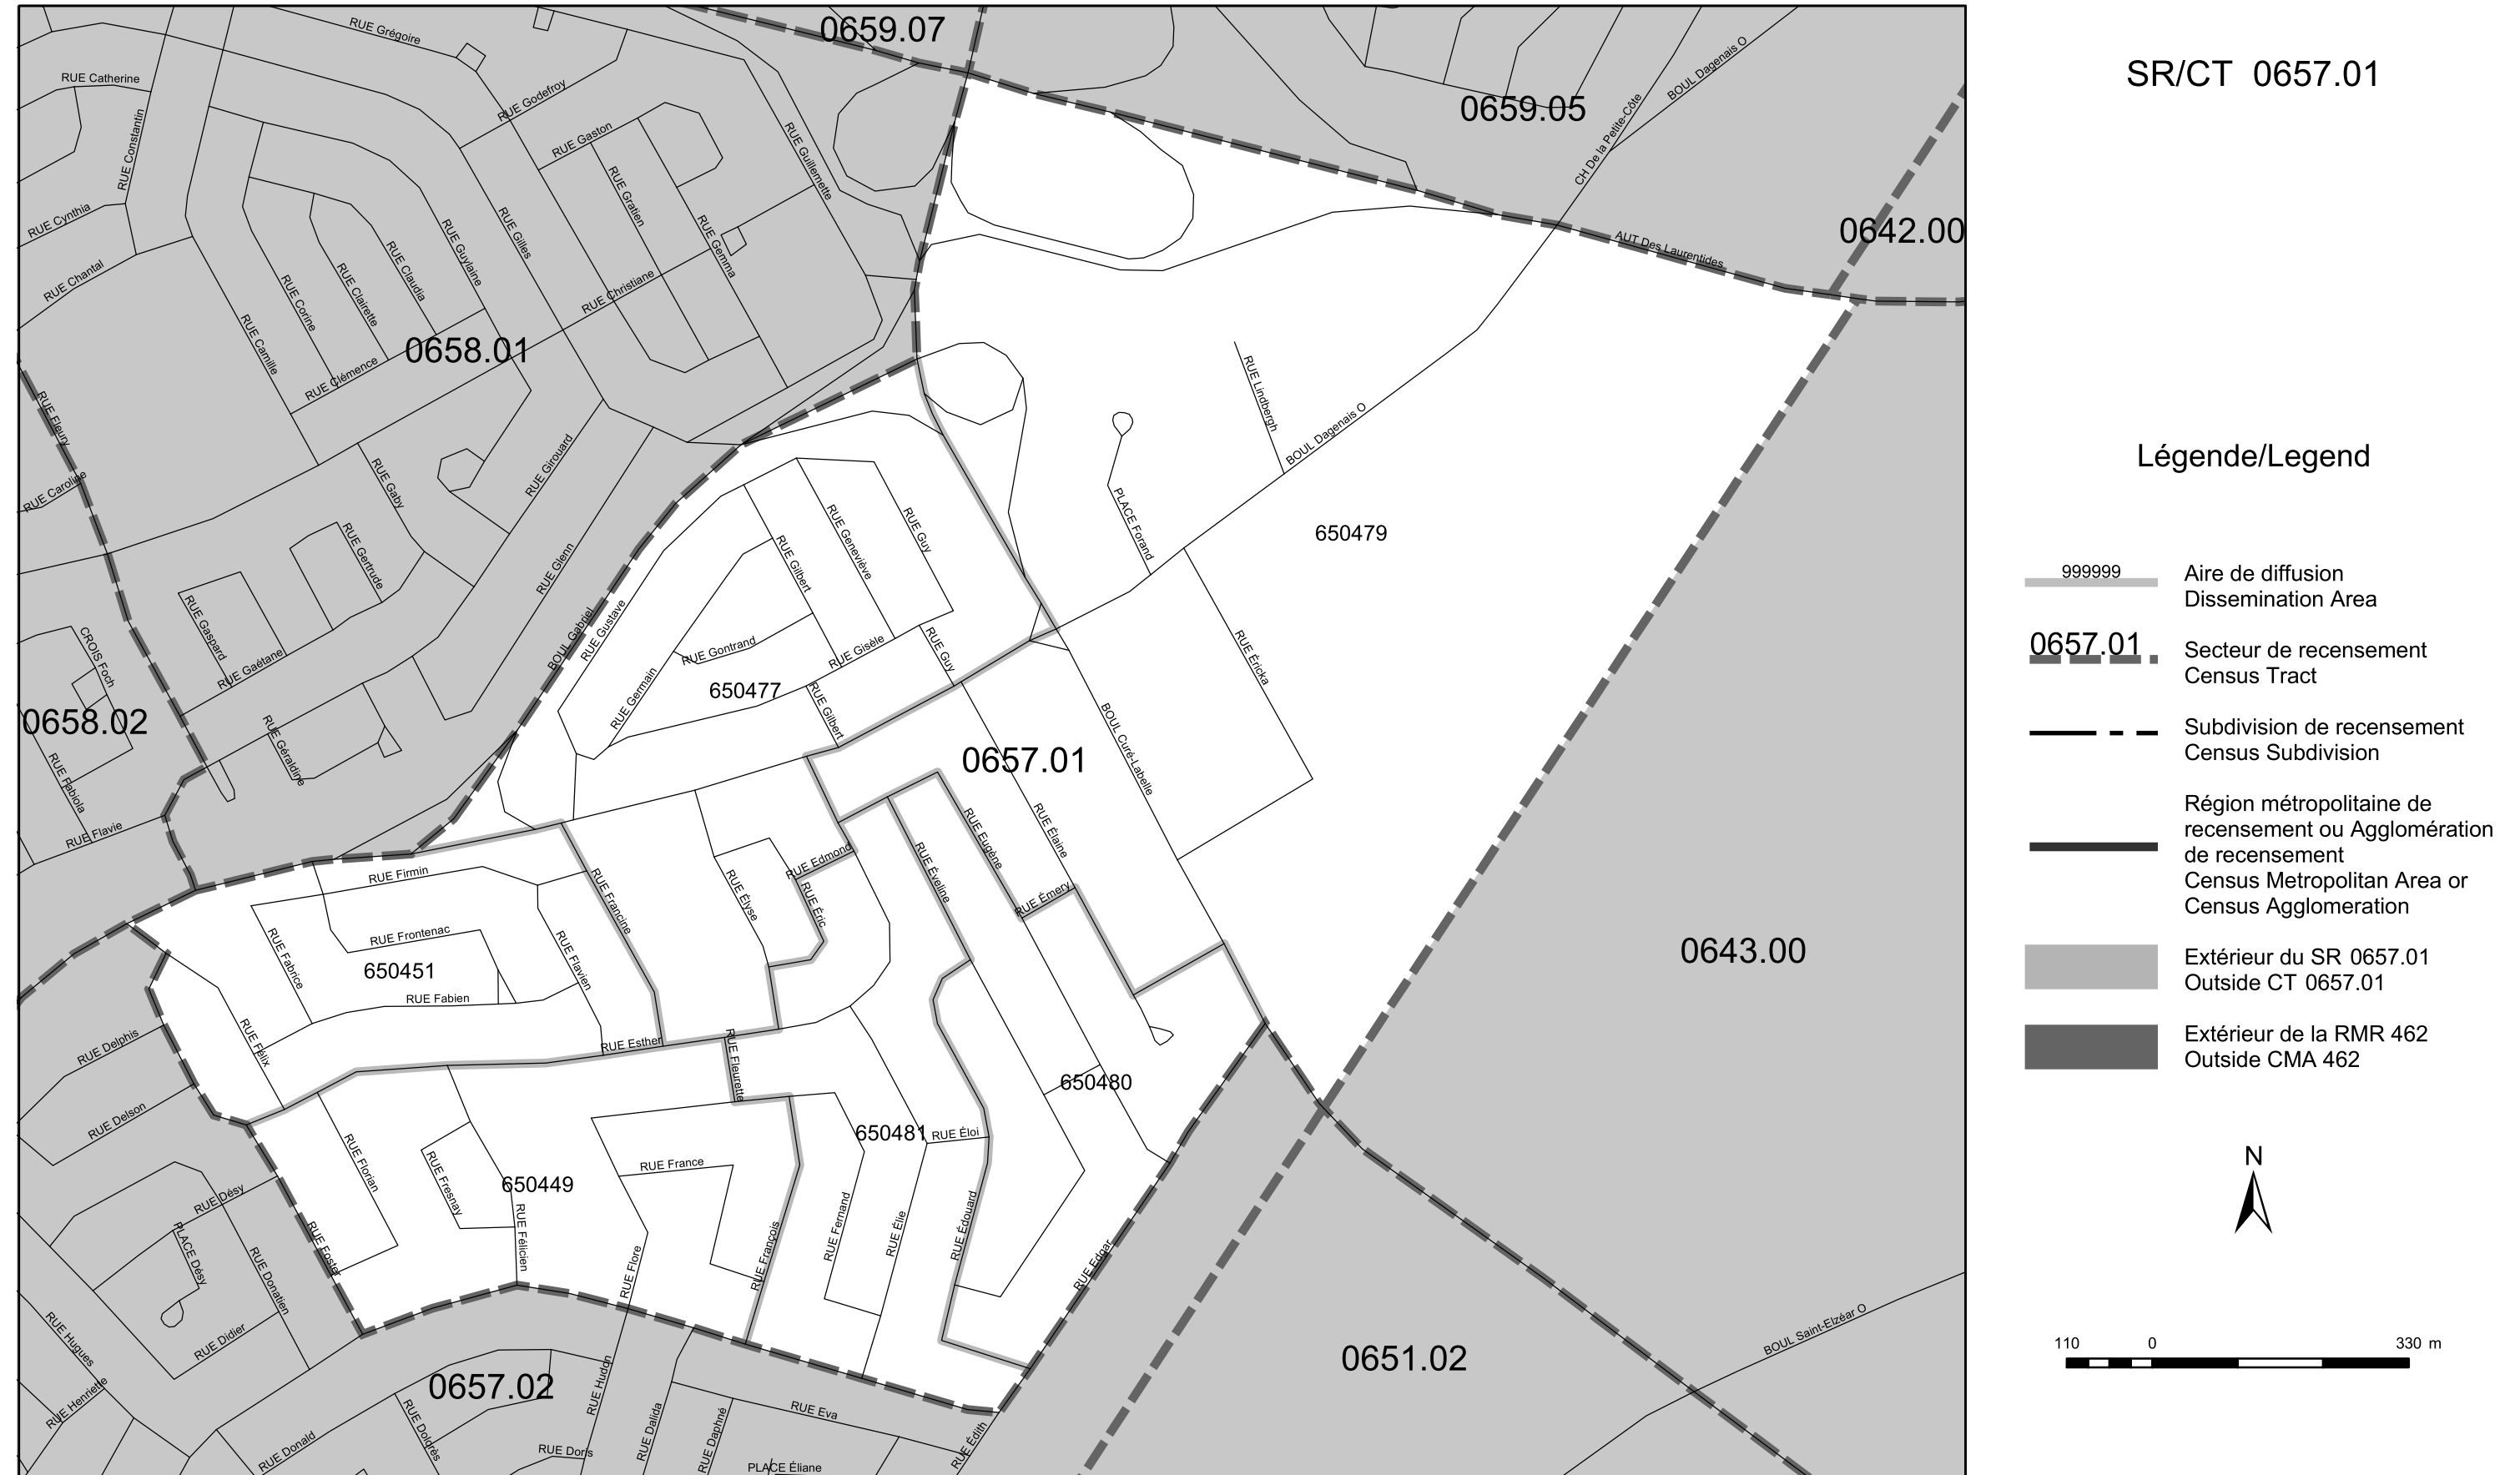 SR/CT 0657.01
0659.07
0659.05
0642.00
0658.01
0658.02
0657.01
0643.00
0657.02
0651.02
650479
650477
650451
650480
650481
650449
RUE Grégoire
RUE Catherine
RUE Constantin
RUE Godefroy
RUE Gaston
RUE Guillemette
RUE Gratien
RUE Gemma
RUE Gilles
RUE Guylaine
RUE Cynthia
RUE Chantal
RUE Claudia
RUE Clairette
RUE Corine
RUE Camille
RUE Christiane
RUE Clémence
BOUL Dagenais O
CH De la Petite-Côte
AUT Des Laurentides
RUE Fleury
RUE Caroline
RUE Gaby
RUE Girouard
RUE Gertrude
RUE Glenn
RUE Gaspard
RUE Gaétane
CROIS Foch
RUE Fabiola
RUE Flavie
RUE Géraldine
BOUL Gabriel
RUE Gustave
RUE Germain
RUE Gontrand
RUE Gilbert
RUE Geneviève
RUE Guy
RUE Gisèle
RUE Gilbert
RUE Guy
RUE Lindbergh
BOUL Dagenais O
PLACE Forand
RUE Éricka
BOUL Curé-Labelle
RUE Élaine
RUE Eugène
RUE Émery
RUE Éveline
RUE Edmond
RUE Éric
RUE Élyse
RUE Francine
RUE Firmin
RUE Frontenac
RUE Fabrice
RUE Flavien
RUE Fabien
RUE Félix
RUE Esther
RUE Fleurette
RUE Delphis
RUE Delson
RUE Florian
RUE Fresnay
RUE Félicien
RUE France
RUE Flore
RUE François
RUE Fernand
RUE Élie
RUE Éloi
RUE Édouard
RUE Edgar
RUE Désy
PLACE Désy
RUE Donatien
RUE Foster
RUE Didier
RUE Hugues
RUE Henriette
RUE Donald
RUE Dolorès
RUE Doris
RUE Hudon
RUE Dalida
RUE Daphné
RUE Eva
PLACE Éliane
RUE Édith
BOUL Saint-Elzéar O
Légende/Legend
999999
Aire de diffusion
Dissemination Area
0657.01
Secteur de recensement
Census Tract
Subdivision de recensement
Census Subdivision
Région métropolitaine de
recensement ou Agglomération
de recensement
Census Metropolitan Area or
Census Agglomeration
Extérieur du SR 0657.01
Outside CT 0657.01
Extérieur de la RMR 462
Outside CMA 462
N
110 0 330 m